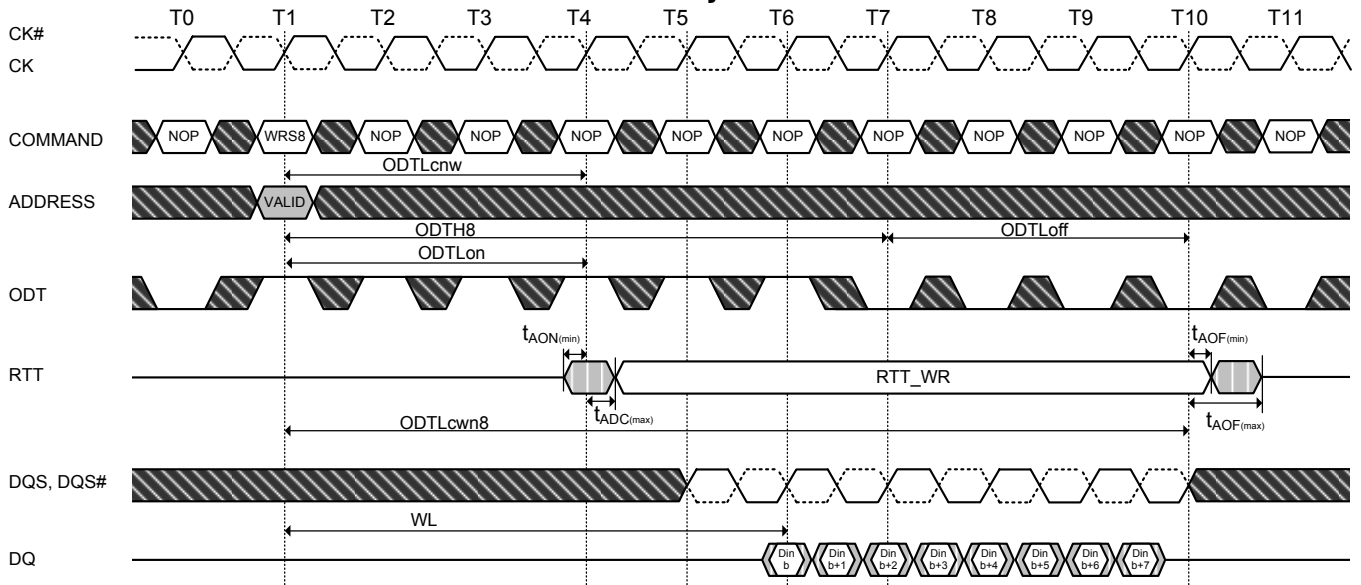 T0 T1 T2 T3 T4 T5 T6 T7 T8 T9 T10 T11
CK#
CK
COMMAND NOP WRS8 NOP NOP NOP NOP NOP NOP NOP NOP NOP NOP
ODTLcnw
ADDRESS VALID
ODTH8 ODTLoff
ODTLon
ODT
tAON(min) tAOF(min)
RTT RTT_WR
tADC(max) tAOF(max)
ODTLcwn8
DQS, DQS#
WL
DQ Din b Din b+1 Din b+2 Din b+3 Din b+4 Din b+5 Din b+6 Din b+7